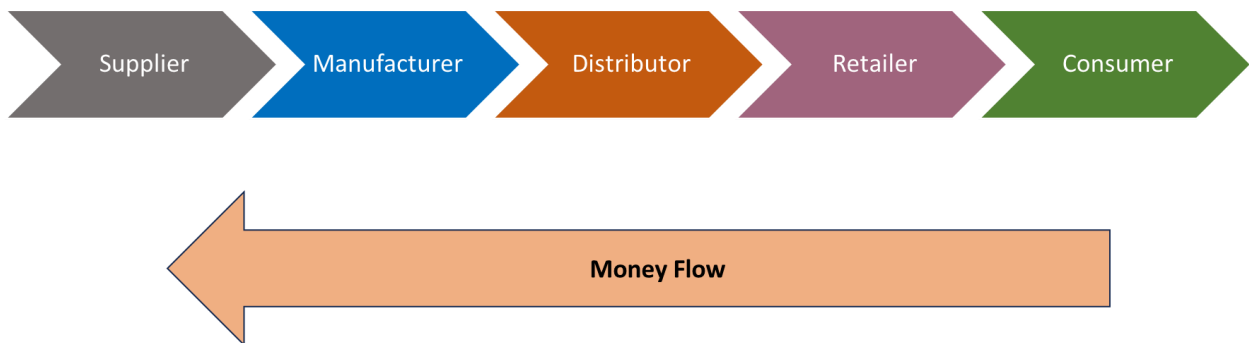 Supplier
Manufacturer
Distributor
Retailer
Consumer
Money Flow